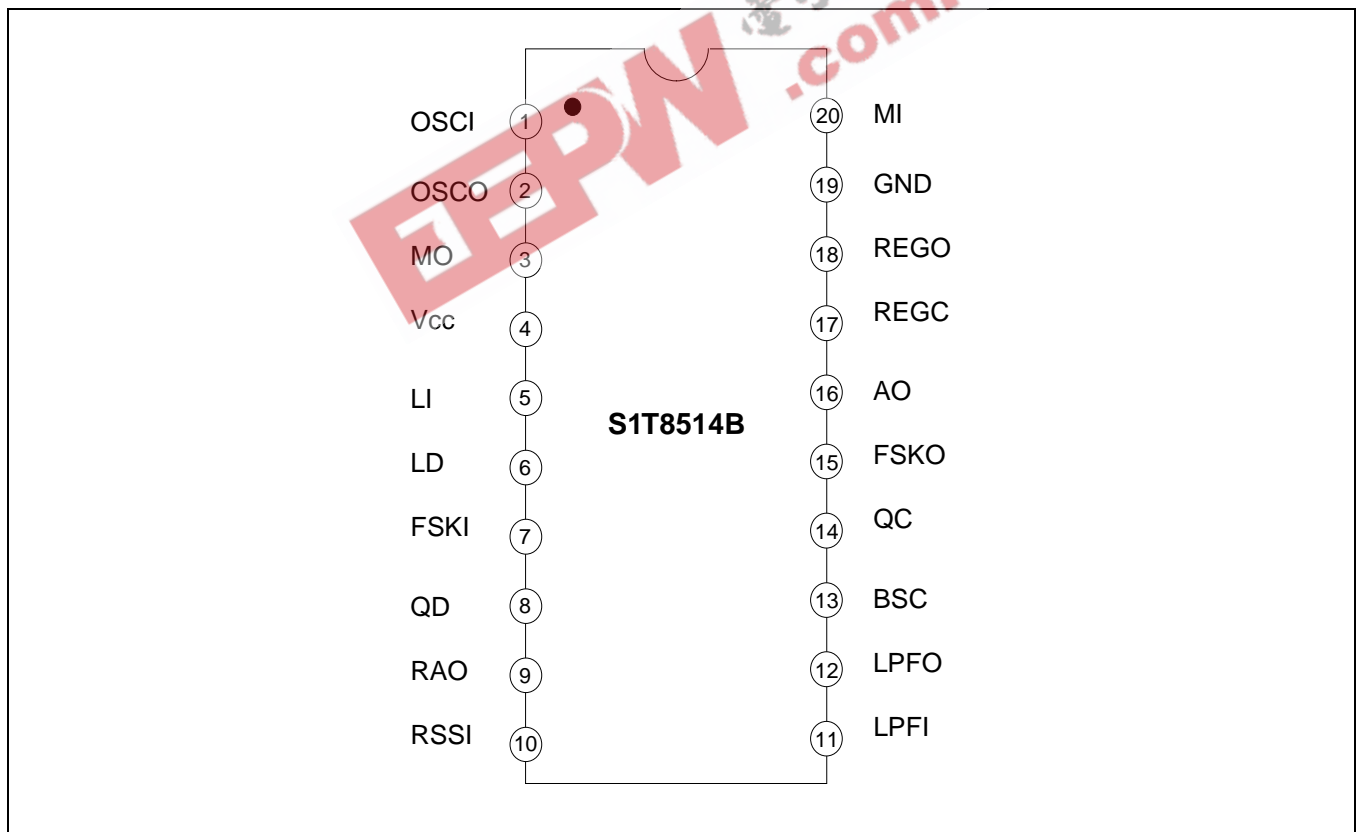 EEPW
.com
OSCI 1
OSCO 2
MO 3
Vcc 4
LI 5
LD 6
FSKI 7
QD 8
RAO 9
RSSI 10
S1T8514B
20 MI
19 GND
18 REGO
17 REGC
16 AO
15 FSKO
14 QC
13 BSC
12 LPFO
11 LPFI